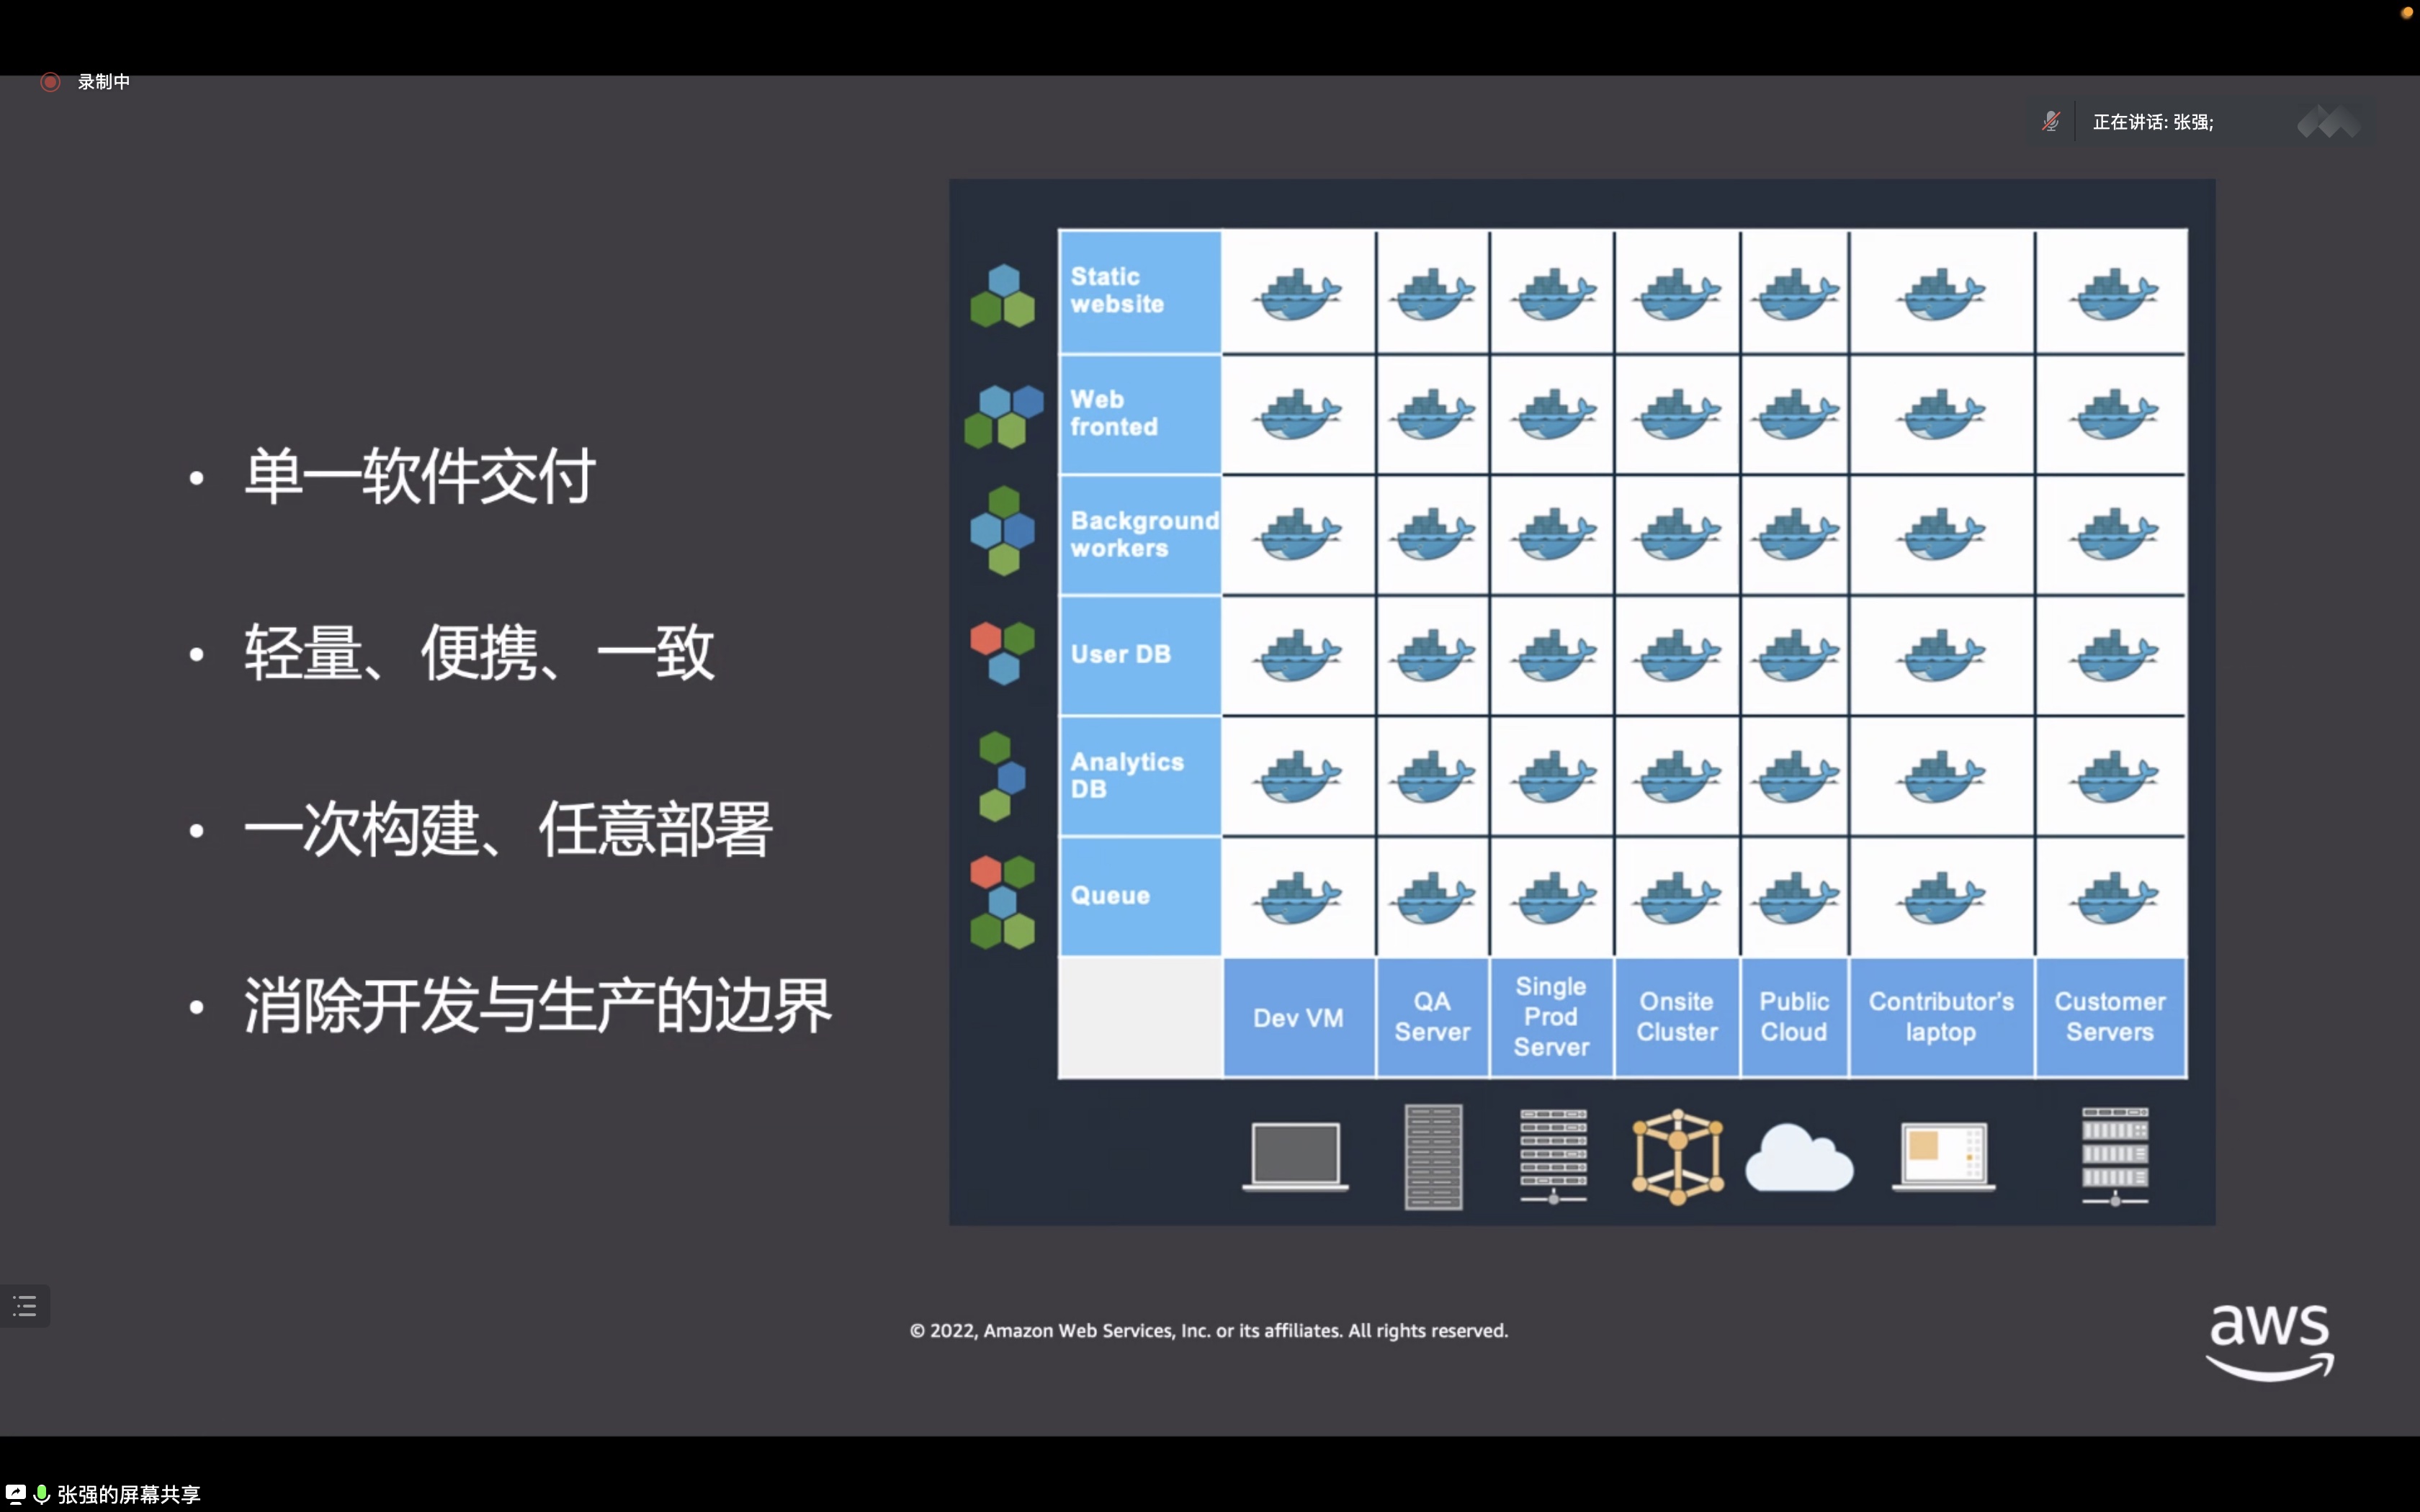 录制中
正在讲话: 张强;
• 单一软件交付
• 轻量、便携、一致
• 一次构建、任意部署
• 消除开发与生产的边界
Static
website
Web
fronted
Background
workers
User DB
Analytics
DB
Queue
Dev VM
QA
Server
Single
Prod
Server
Onsite
Cluster
Public
Cloud
Contributor's
laptop
Customer
Servers
© 2022, Amazon Web Services, Inc. or its affiliates. All rights reserved.
aws
张强的屏幕共享